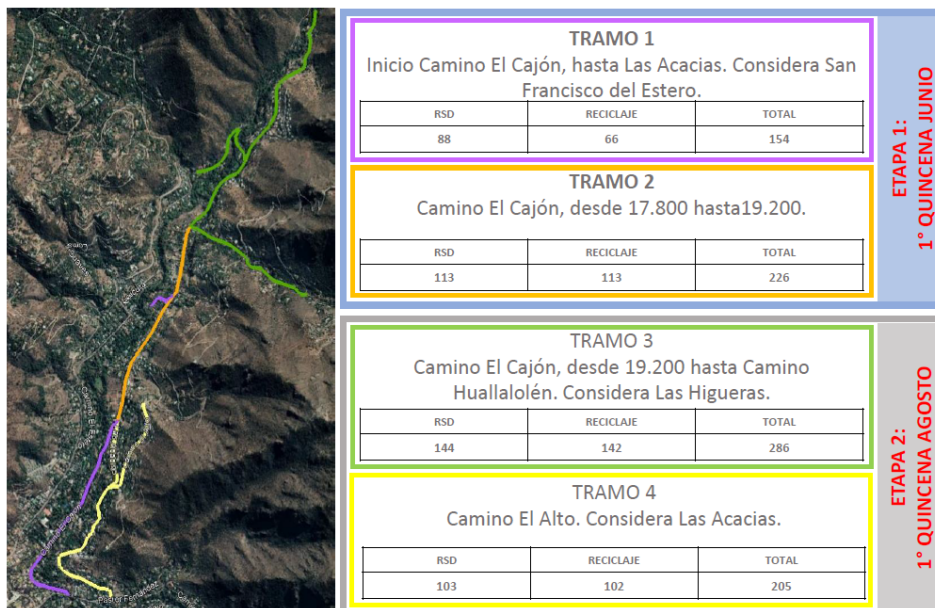 TRAMO 1
Inicio Camino El Cajón, hasta Las Acacias. Considera San
Francisco del Estero.
RSD RECICLAJE TOTAL
88 66 154
TRAMO 2
Camino El Cajón, desde 17.800 hasta19.200.
RSD RECICLAJE TOTAL
113 113 226
ETAPA 1:
1° QUINCENA JUNIO
TRAMO 3
Camino El Cajón, desde 19.200 hasta Camino
Huallalolén. Considera Las Higueras.
RSD RECICLAJE TOTAL
144 142 286
TRAMO 4
Camino El Alto. Considera Las Acacias.
RSD RECICLAJE TOTAL
103 102 205
ETAPA 2:
1° QUINCENA AGOSTO
Pastor Fernández